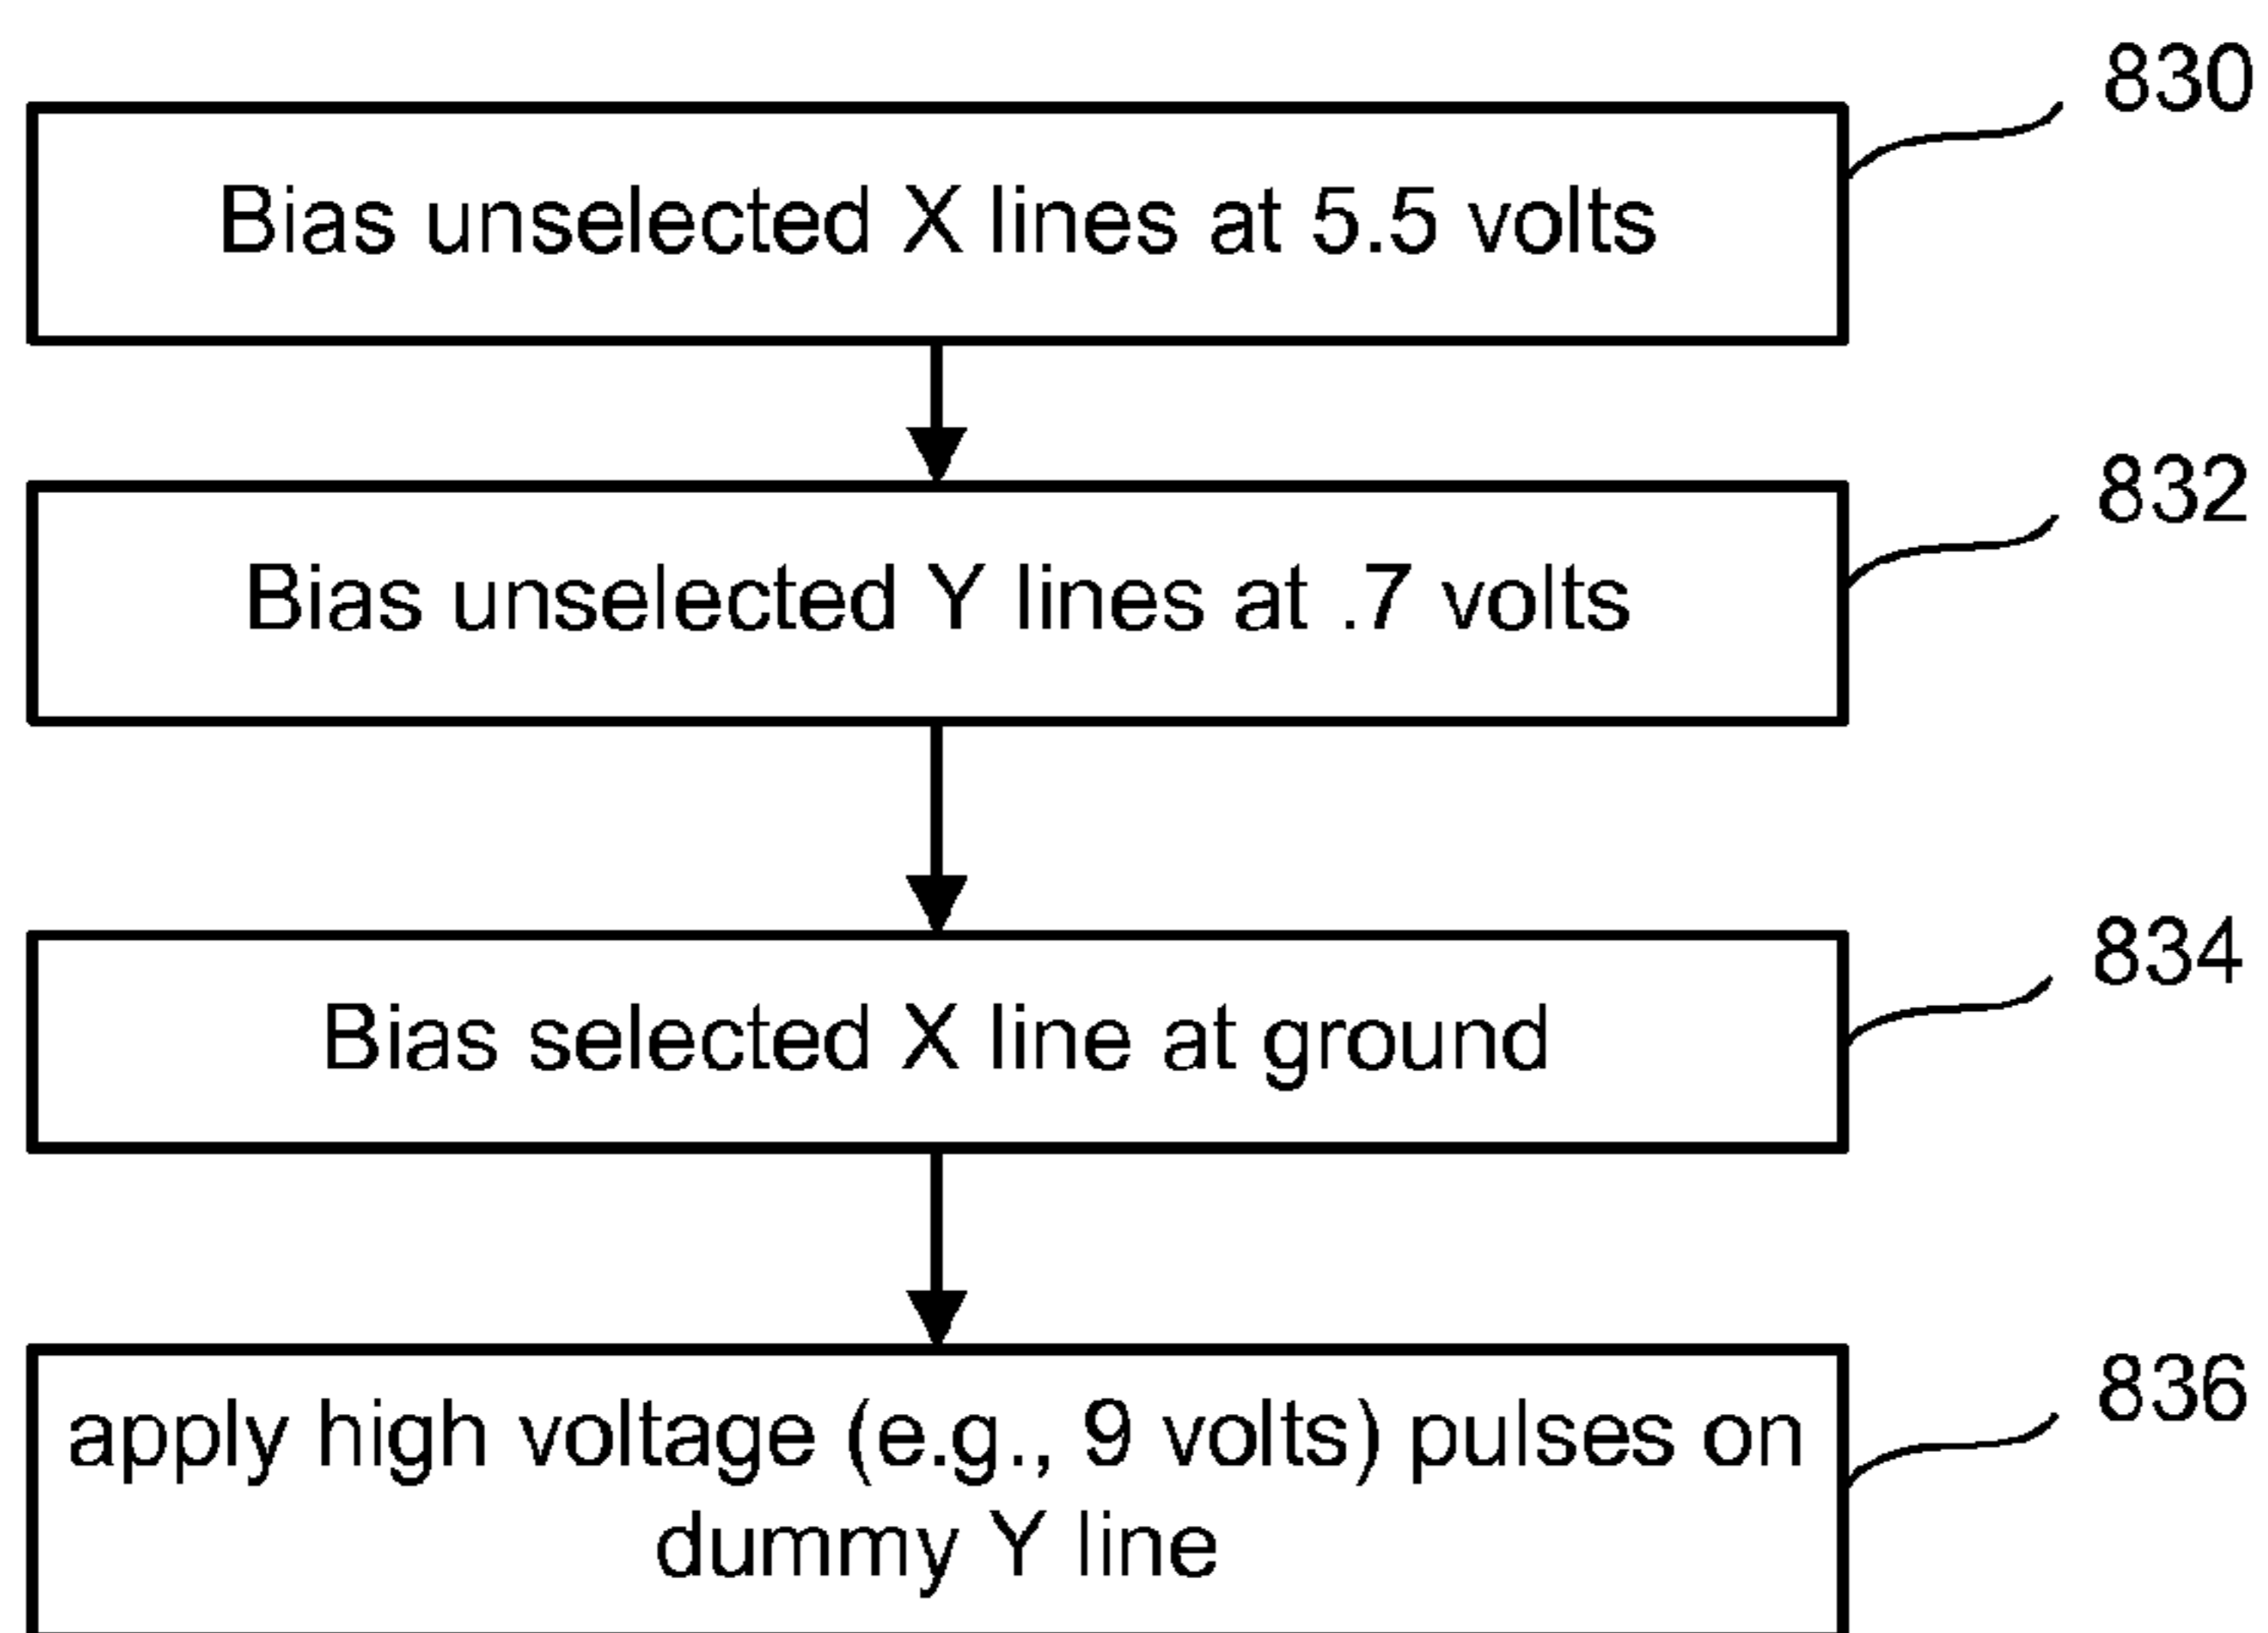 830
Bias unselected X lines at 5.5 volts
832
Bias unselected Y lines at .7 volts
834
Bias selected X line at ground
836
apply high voltage (e.g., 9 volts) pulses on
dummy Y line